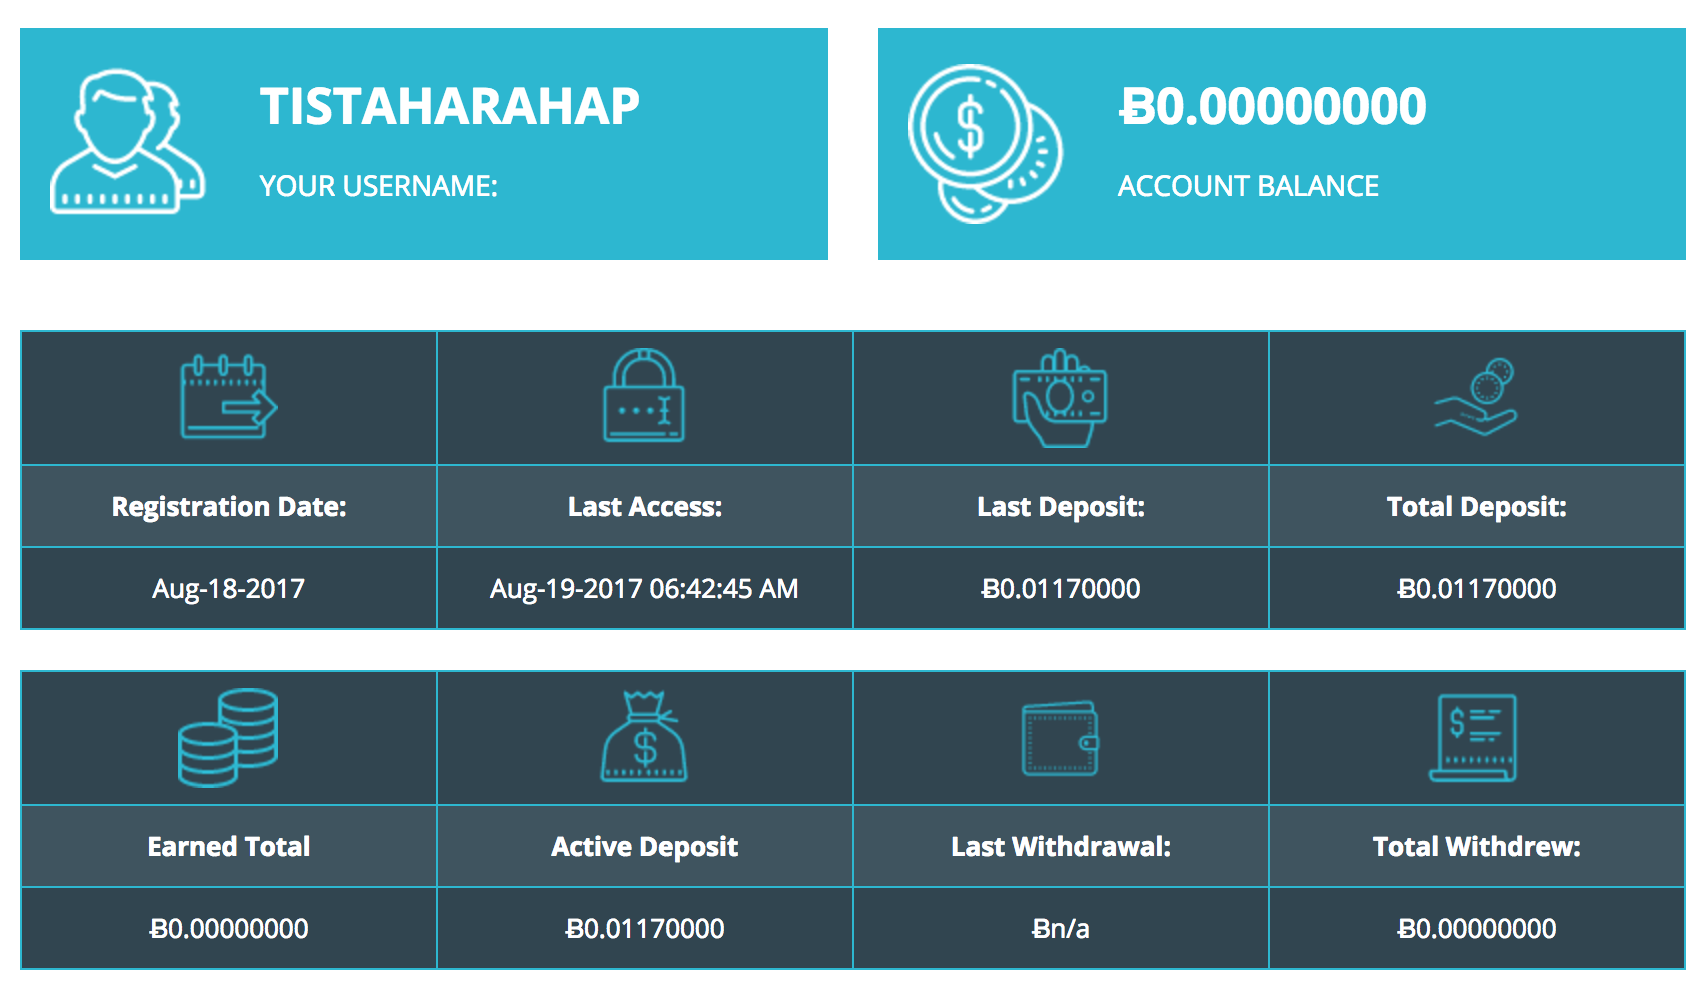 TISTAHARAHAP
YOUR USERNAME:
Ƀ0.00000000
ACCOUNT BALANCE
Registration Date: Last Access: Last Deposit: Total Deposit:
Aug-18-2017 Aug-19-2017 06:42:45 AM Ƀ0.01170000 Ƀ0.01170000
Earned Total Active Deposit Last Withdrawal: Total Withdrew:
Ƀ0.00000000 Ƀ0.01170000 Ƀn/a Ƀ0.00000000